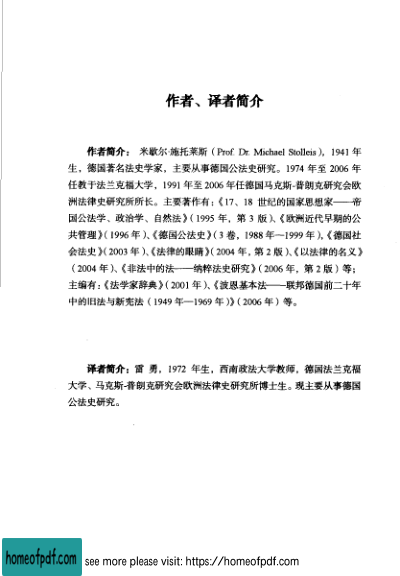 作者、译者简介
作者简介：米歇尔·施托莱斯（Prof. Dr. Michael Stolleis），1941 年
生，德国著名法史学家，主要从事德国公法史研究。1974 年至 2006 年
任教于法兰克福大学，1991 年至 2006 年任德国马克斯-普朗克研究会欧
洲法律史研究所所长。主要著作有：《17、18 世纪的国家思想家——帝
国公法学、政治学、自然法》（1995 年，第 3 版）、《欧洲近代早期的公
共管理》（1996 年）、《德国公法史》（3 卷，1988 年—1999 年）、《德国社
会法史》（2003 年）、《法律的眼睛》（2004 年，第 2 版）、《以法律的名义》
（2004 年）、《非法中的法——纳粹法史研究》（2006 年，第 2 版）等；
主编有：《法学家辞典》（2001 年）、《波恩基本法——联邦德国前二十年
中的旧法与新宪法（1949 年—1969 年）》（2006 年）等。
译者简介：雷 勇，1972 年生，西南政法大学教师，德国法兰克福
大学、马克斯-普朗克研究会欧洲法律史研究所博士生。现主要从事德国
公法史研究。
homeofpdf.com
see more please visit: https://homeofpdf.com